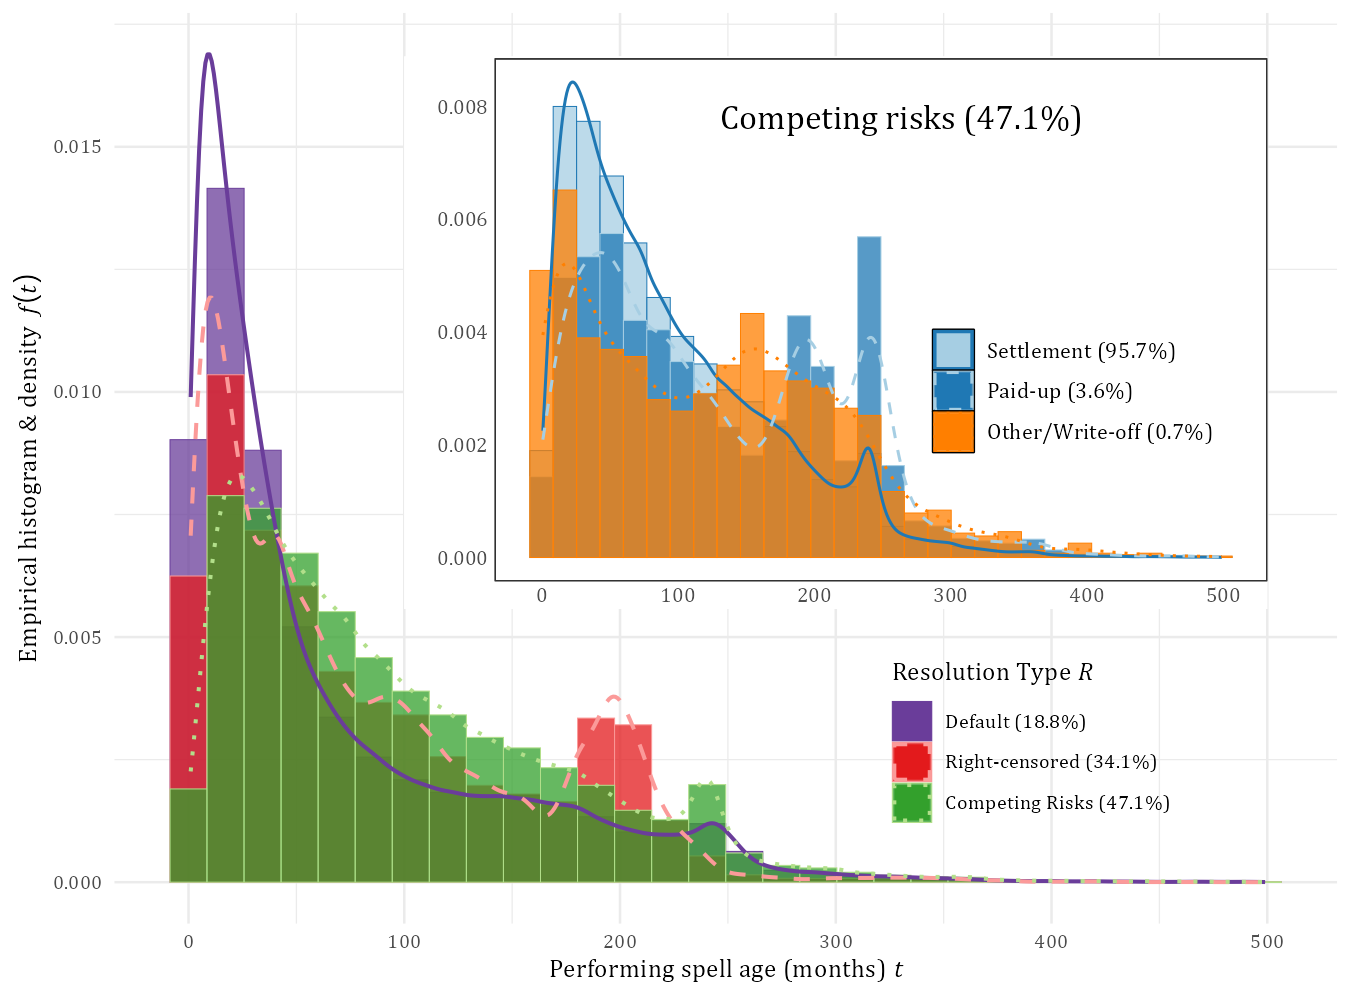 Empirical histogram & density f(t)
0.015
0.010
0.005
0.000
0
100
200
300
400
500
Performing spell age (months) t
Competing risks (47.1%)
0.008
0.006
0.004
0.002
0.000
0
100
200
300
400
500
Settlement (95.7%)
Paid-up (3.6%)
Other/Write-off (0.7%)
Resolution Type R
Default (18.8%)
Right-censored (34.1%)
Competing Risks (47.1%)